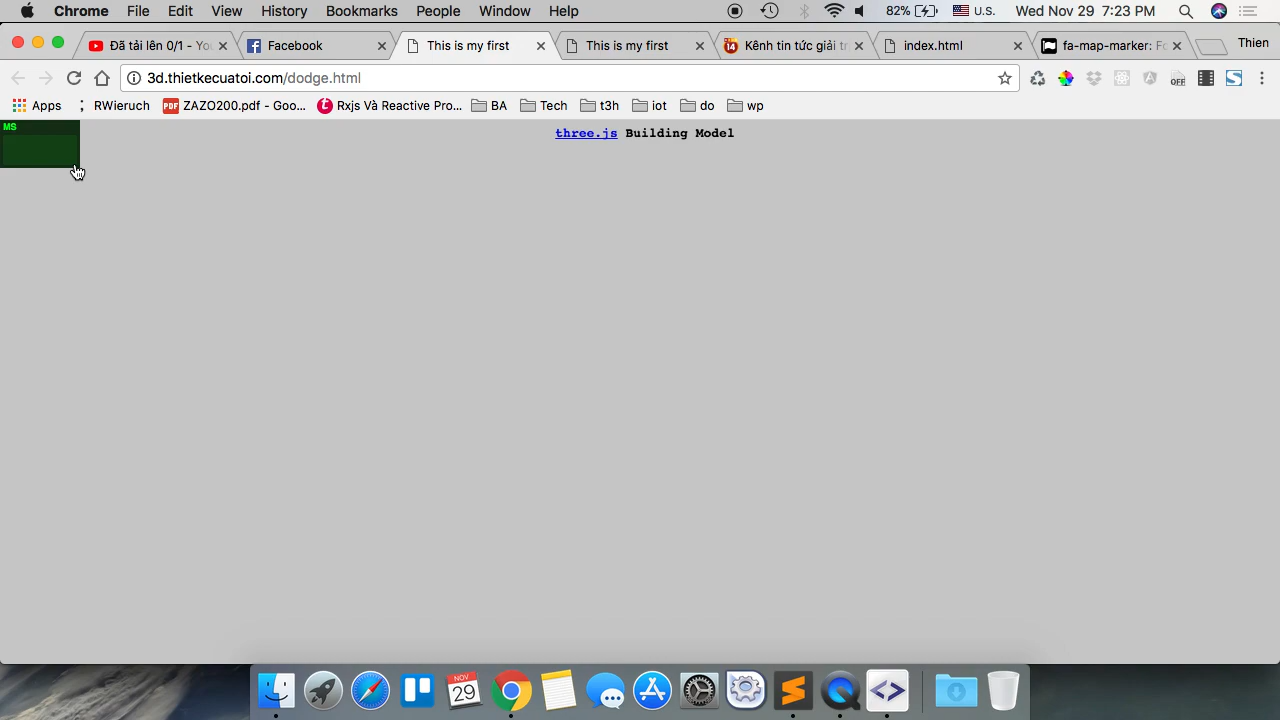 Chrome File Edit View History Bookmarks People Window Help 82% U.S. Wed Nov 29 7:23 PM
Đã tải lên 0/1 - Yo Facebook This is my first This is my first Kênh tin tức giải tr index.html fa-map-marker: Fo Thien
3d.thietkecuatoi.com/dodge.html OFF
Apps RWieruch PDF ZAZO200.pdf - Goo... Rxjs Và Reactive Pro... BA Tech t3h iot do wp
MS
three.js Building Model
NOV
29